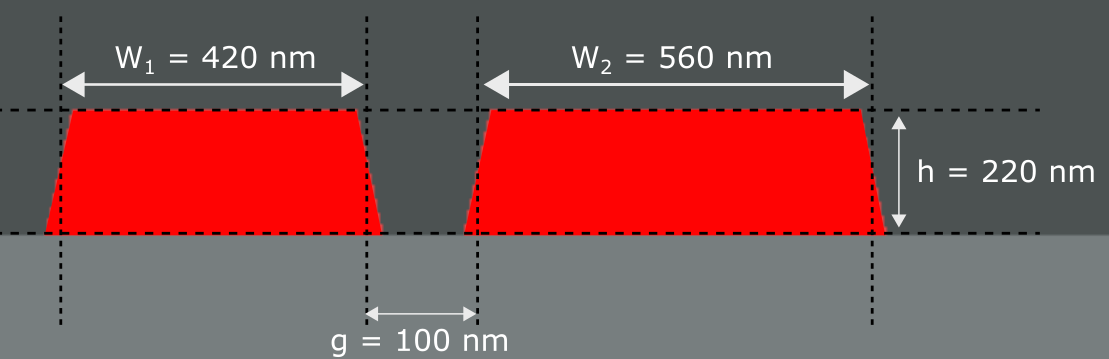 W₁ = 420 nm
W₂ = 560 nm
h = 220 nm
g = 100 nm